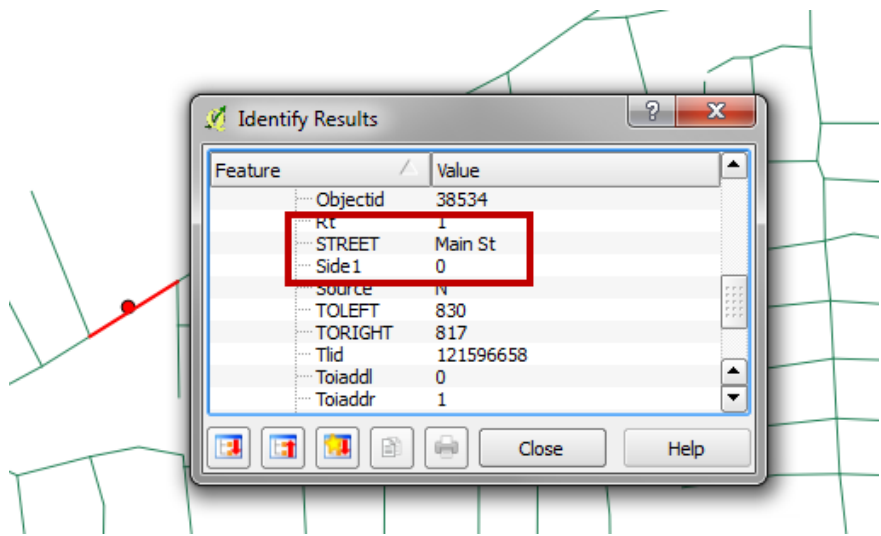 Identify Results
Feature Value
Objectid 38534
Rt 1
STREET Main St
Side1 0
Source N
TOLEFT 830
TORIGHT 817
Tlid 121596658
Toiaddl 0
Toiaddr 1
Close Help